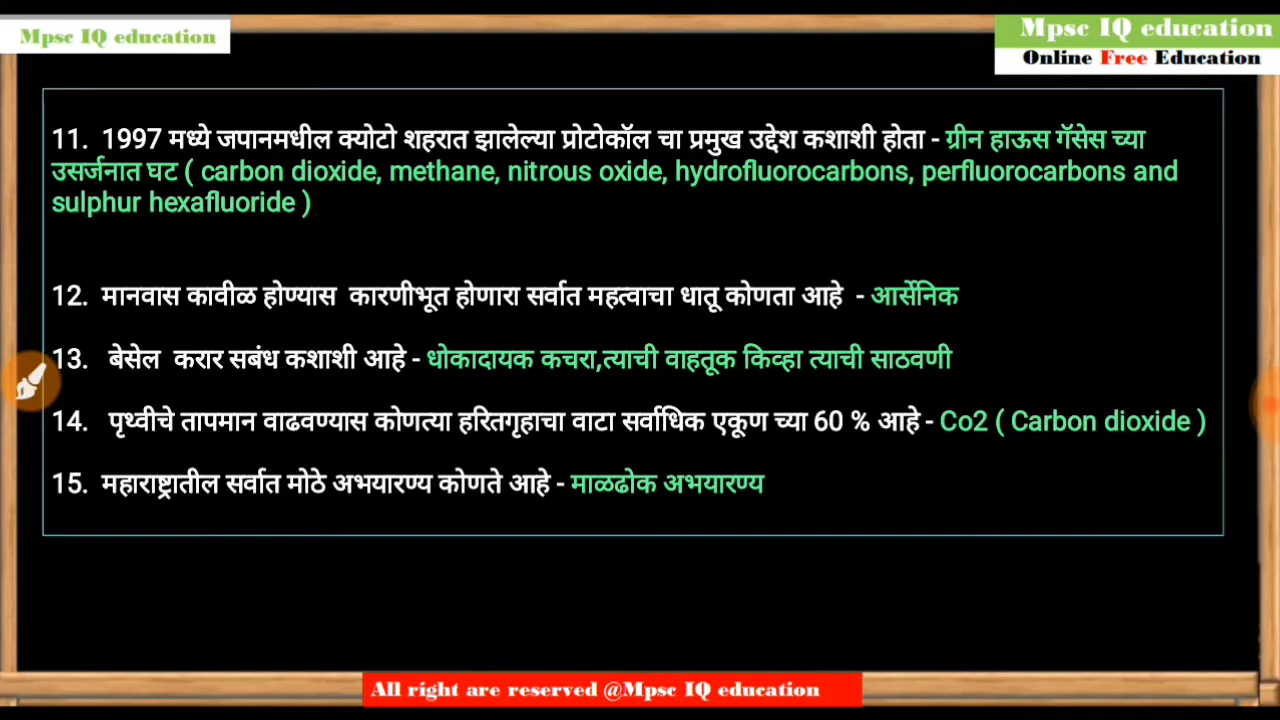 Mpsc IQ education
Mpsc IQ education
Online Free Education
11. 1997 मध्ये जपानमधील क्योटो शहरात झालेल्या प्रोटोकॉल चा प्रमुख उद्देश कशाशी होता - ग्रीन हाऊस गॅसेस च्या
उसर्जनात घट ( carbon dioxide, methane, nitrous oxide, hydrofluorocarbons, perfluorocarbons and
sulphur hexafluoride )
12. मानवास कावीळ होण्यास कारणीभूत होणारा सर्वात महत्वाचा धातू कोणता आहे - आर्सेनिक
13. बेसेल करार सबंध कशाशी आहे - धोकादायक कचरा,त्याची वाहतूक किव्हा त्याची साठवणी
14. पृथ्वीचे तापमान वाढवण्यास कोणत्या हरितगृहाचा वाटा सर्वाधिक एकूण च्या 60 % आहे - Co2 ( Carbon dioxide )
15. महाराष्ट्रातील सर्वात मोठे अभयारण्य कोणते आहे - माळढोक अभयारण्य
All right are reserved @Mpsc IQ education